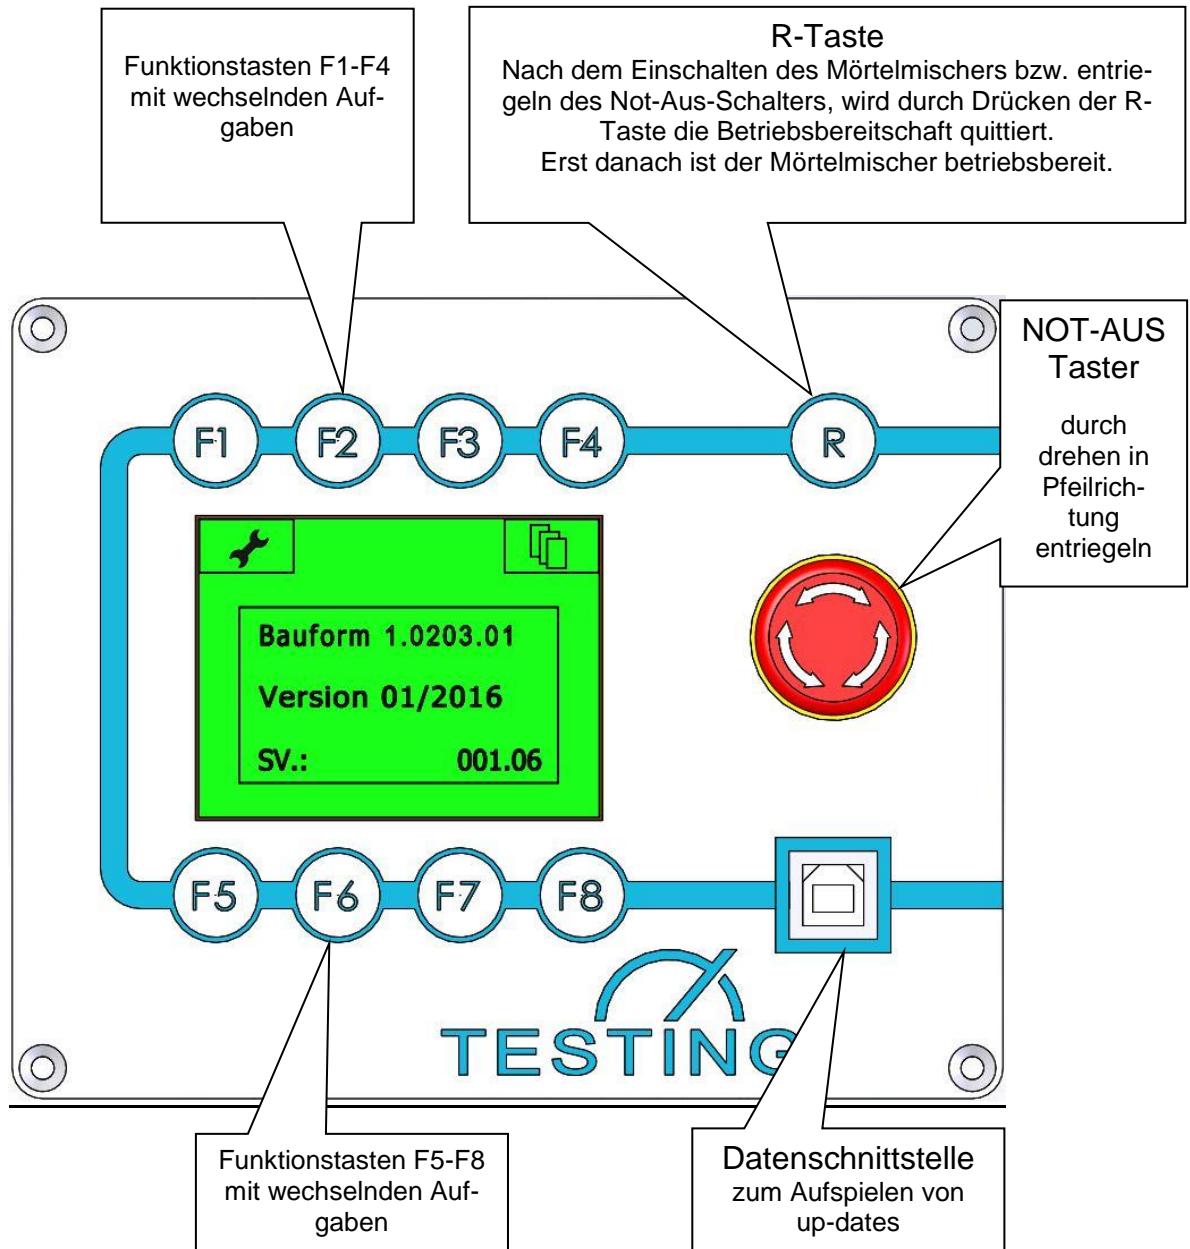 Funktionstasten F1-F4
mit wechselnden Auf-
gaben
R-Taste
Nach dem Einschalten des Mörtelmischers bzw. entrie-
geln des Not-Aus-Schalters, wird durch Drücken der R-
Taste die Betriebsbereitschaft quittiert.
Erst danach ist der Mörtelmischer betriebsbereit.
NOT-AUS
Taster
durch
drehen in
Pfeilrich-
tung
entriegeln
F1 F2 F3 F4 R
Bauform 1.0203.01
Version 01/2016
SV.: 001.06
F5 F6 F7 F8
TESTING
Funktionstasten F5-F8
mit wechselnden Auf-
gaben
Datenschnittstelle
zum Aufspielen von
up-dates